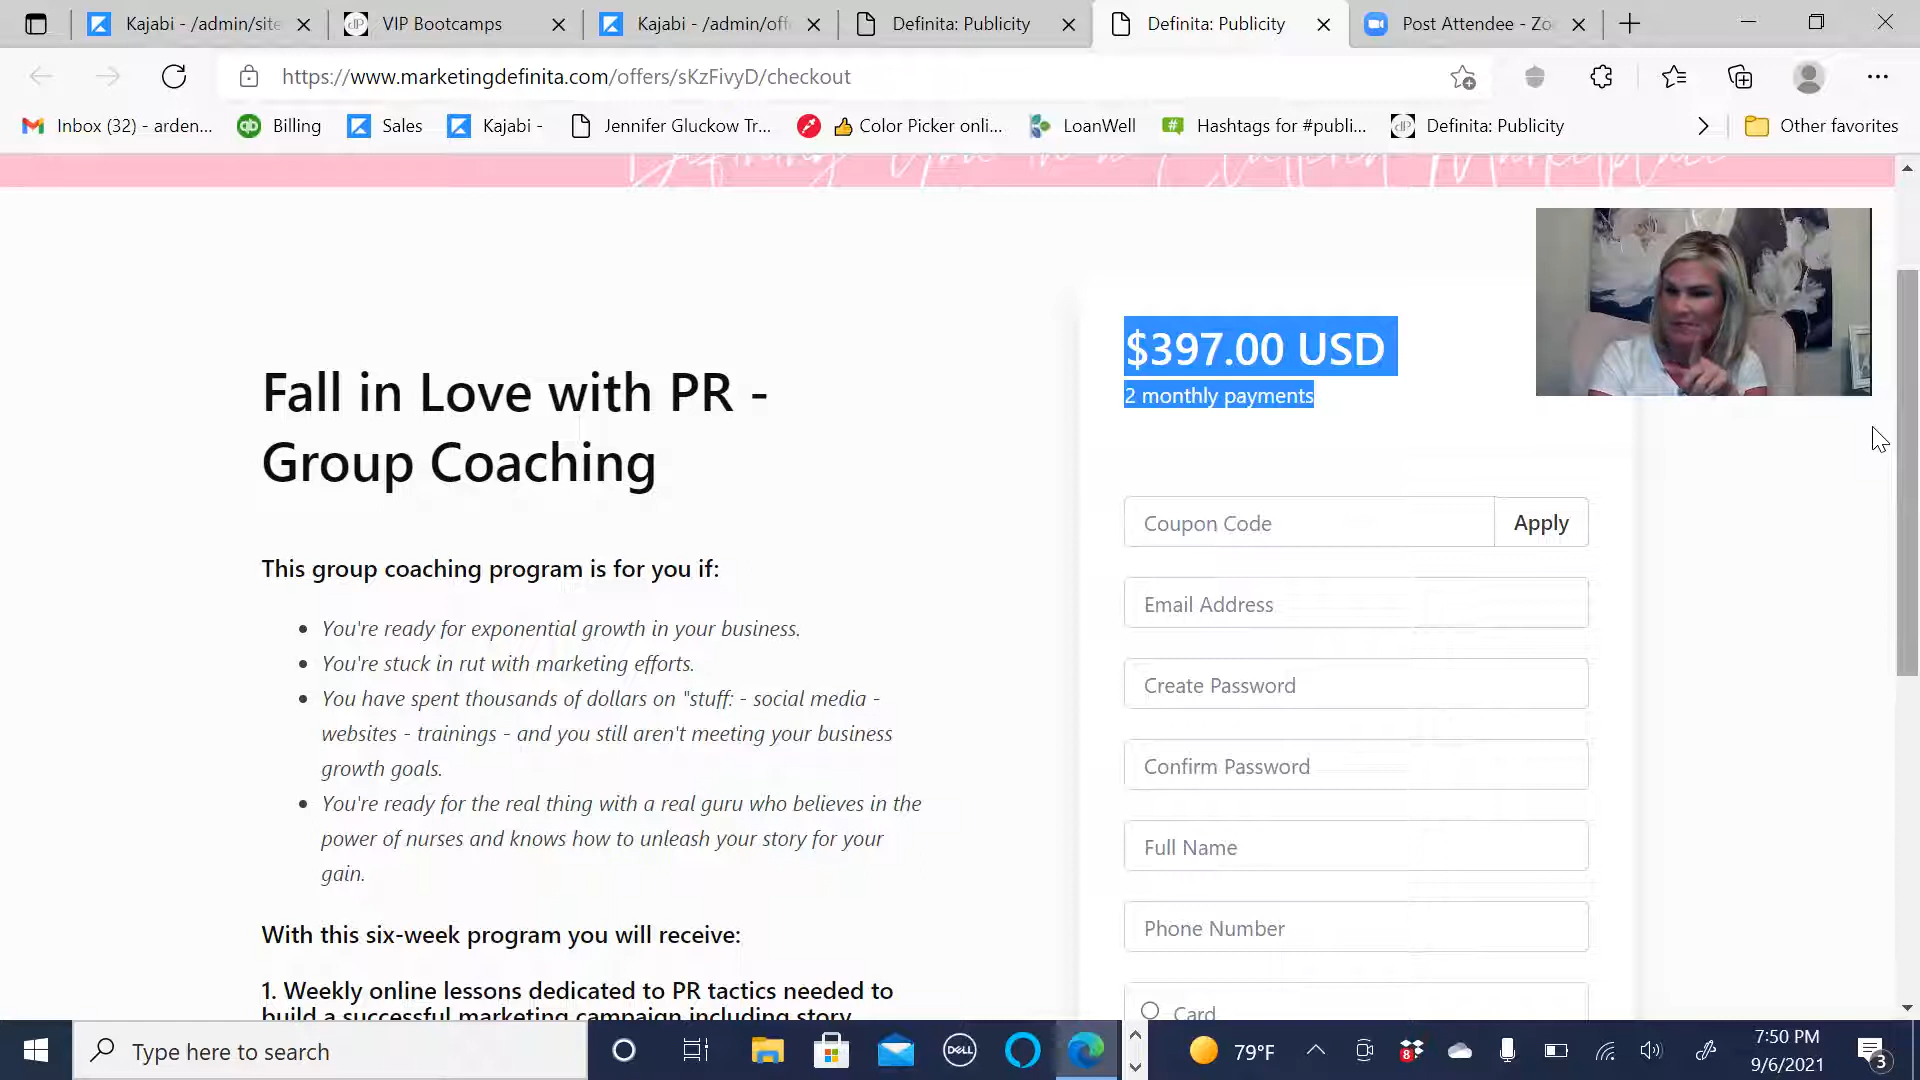 Kajabi - /admin/site
VIP Bootcamps
Kajabi - /admin/off
Definita: Publicity
Definita: Publicity
Post Attendee - Zo
https://www.marketingdefinita.com/offers/sKzFivyD/checkout
Inbox (32) - arden...
Billing
Sales
Kajabi -
Jennifer Gluckow Tr...
Color Picker onli...
LoanWell
Hashtags for #publi...
Definita: Publicity
Other favorites
$397.00 USD
2 monthly payments
Fall in Love with PR -
Group Coaching
This group coaching program is for you if:
You're ready for exponential growth in your business.
You're stuck in rut with marketing efforts.
You have spent thousands of dollars on "stuff: - social media -
websites - trainings - and you still aren't meeting your business
growth goals.
You're ready for the real thing with a real guru who believes in the
power of nurses and knows how to unleash your story for your
gain.
With this six-week program you will receive:
1. Weekly online lessons dedicated to PR tactics needed to
build a successful marketing campaign including story
Coupon Code
Apply
Email Address
Create Password
Confirm Password
Full Name
Phone Number
Card
Type here to search
DELL
79°F
8
7:50 PM
9/6/2021
3